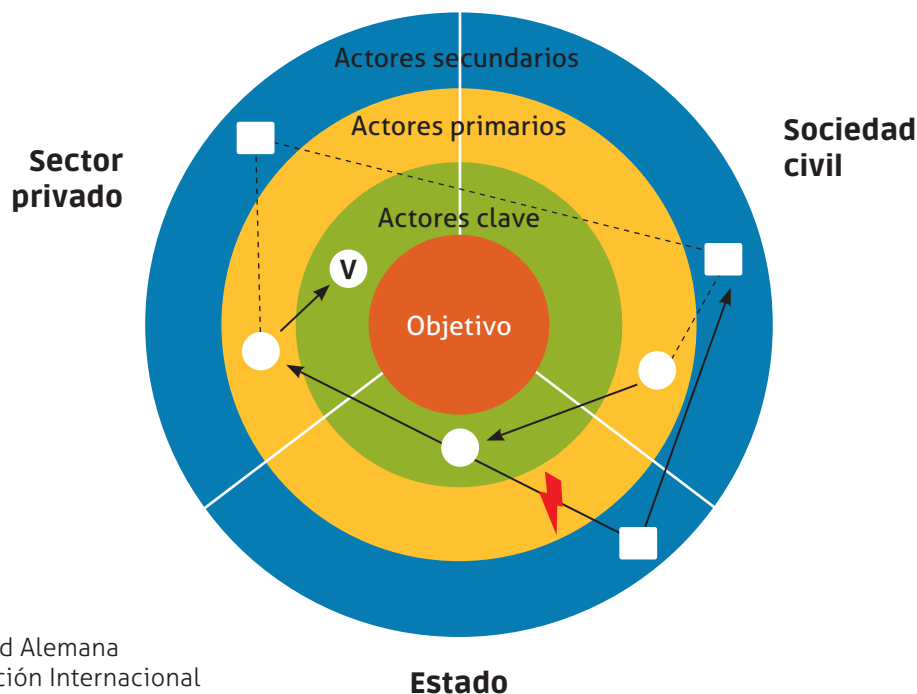 Actores secundarios
Actores primarios
Sociedad
civil
Sector
privado
Actores clave
V
Objetivo
d Alemana
ción Internacional
Estado